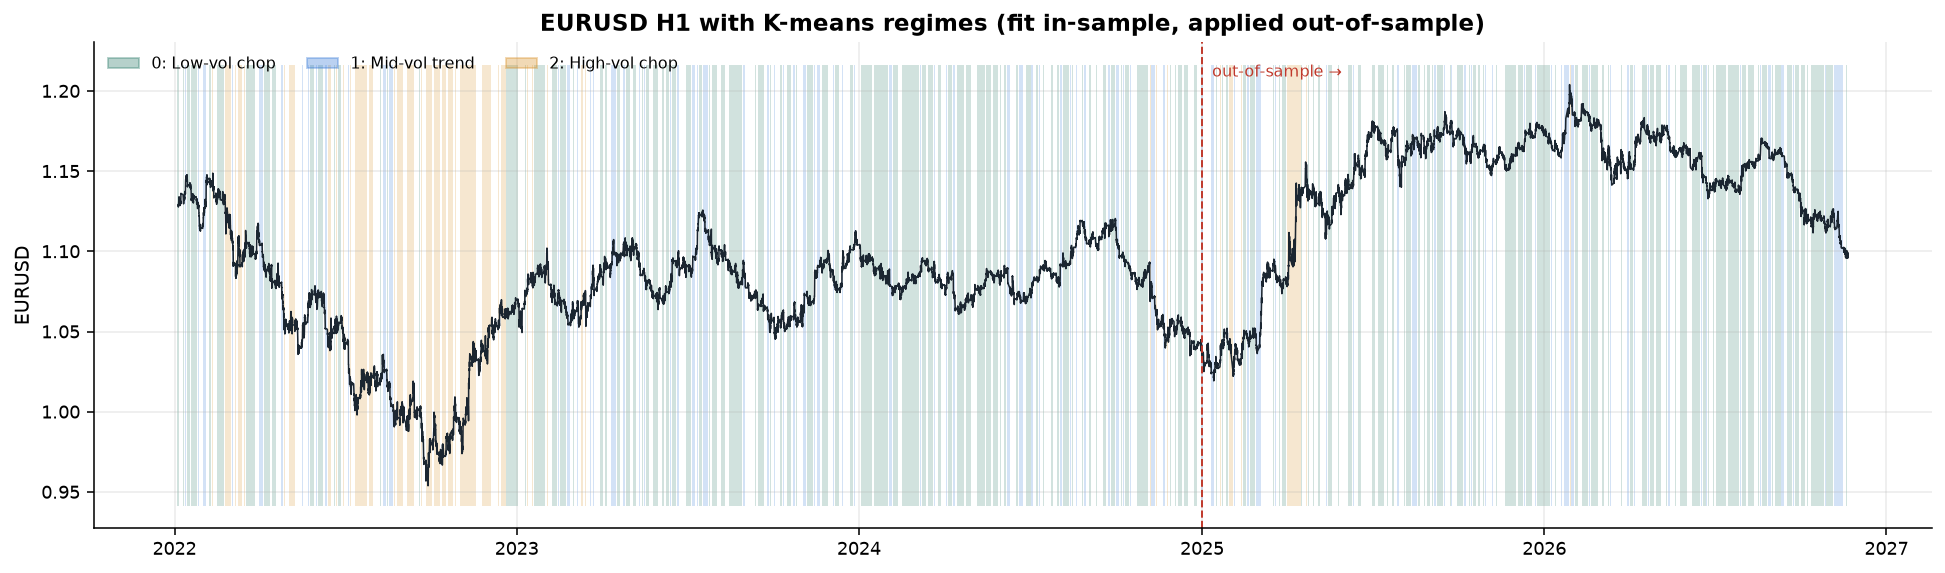 EURUSD H1 with K-means regimes (fit in-sample, applied out-of-sample)
0: Low-vol chop
1: Mid-vol trend
2: High-vol chop
out-of-sample →
EURUSD
1.20
1.15
1.10
1.05
1.00
0.95
2022
2023
2024
2025
2026
2027